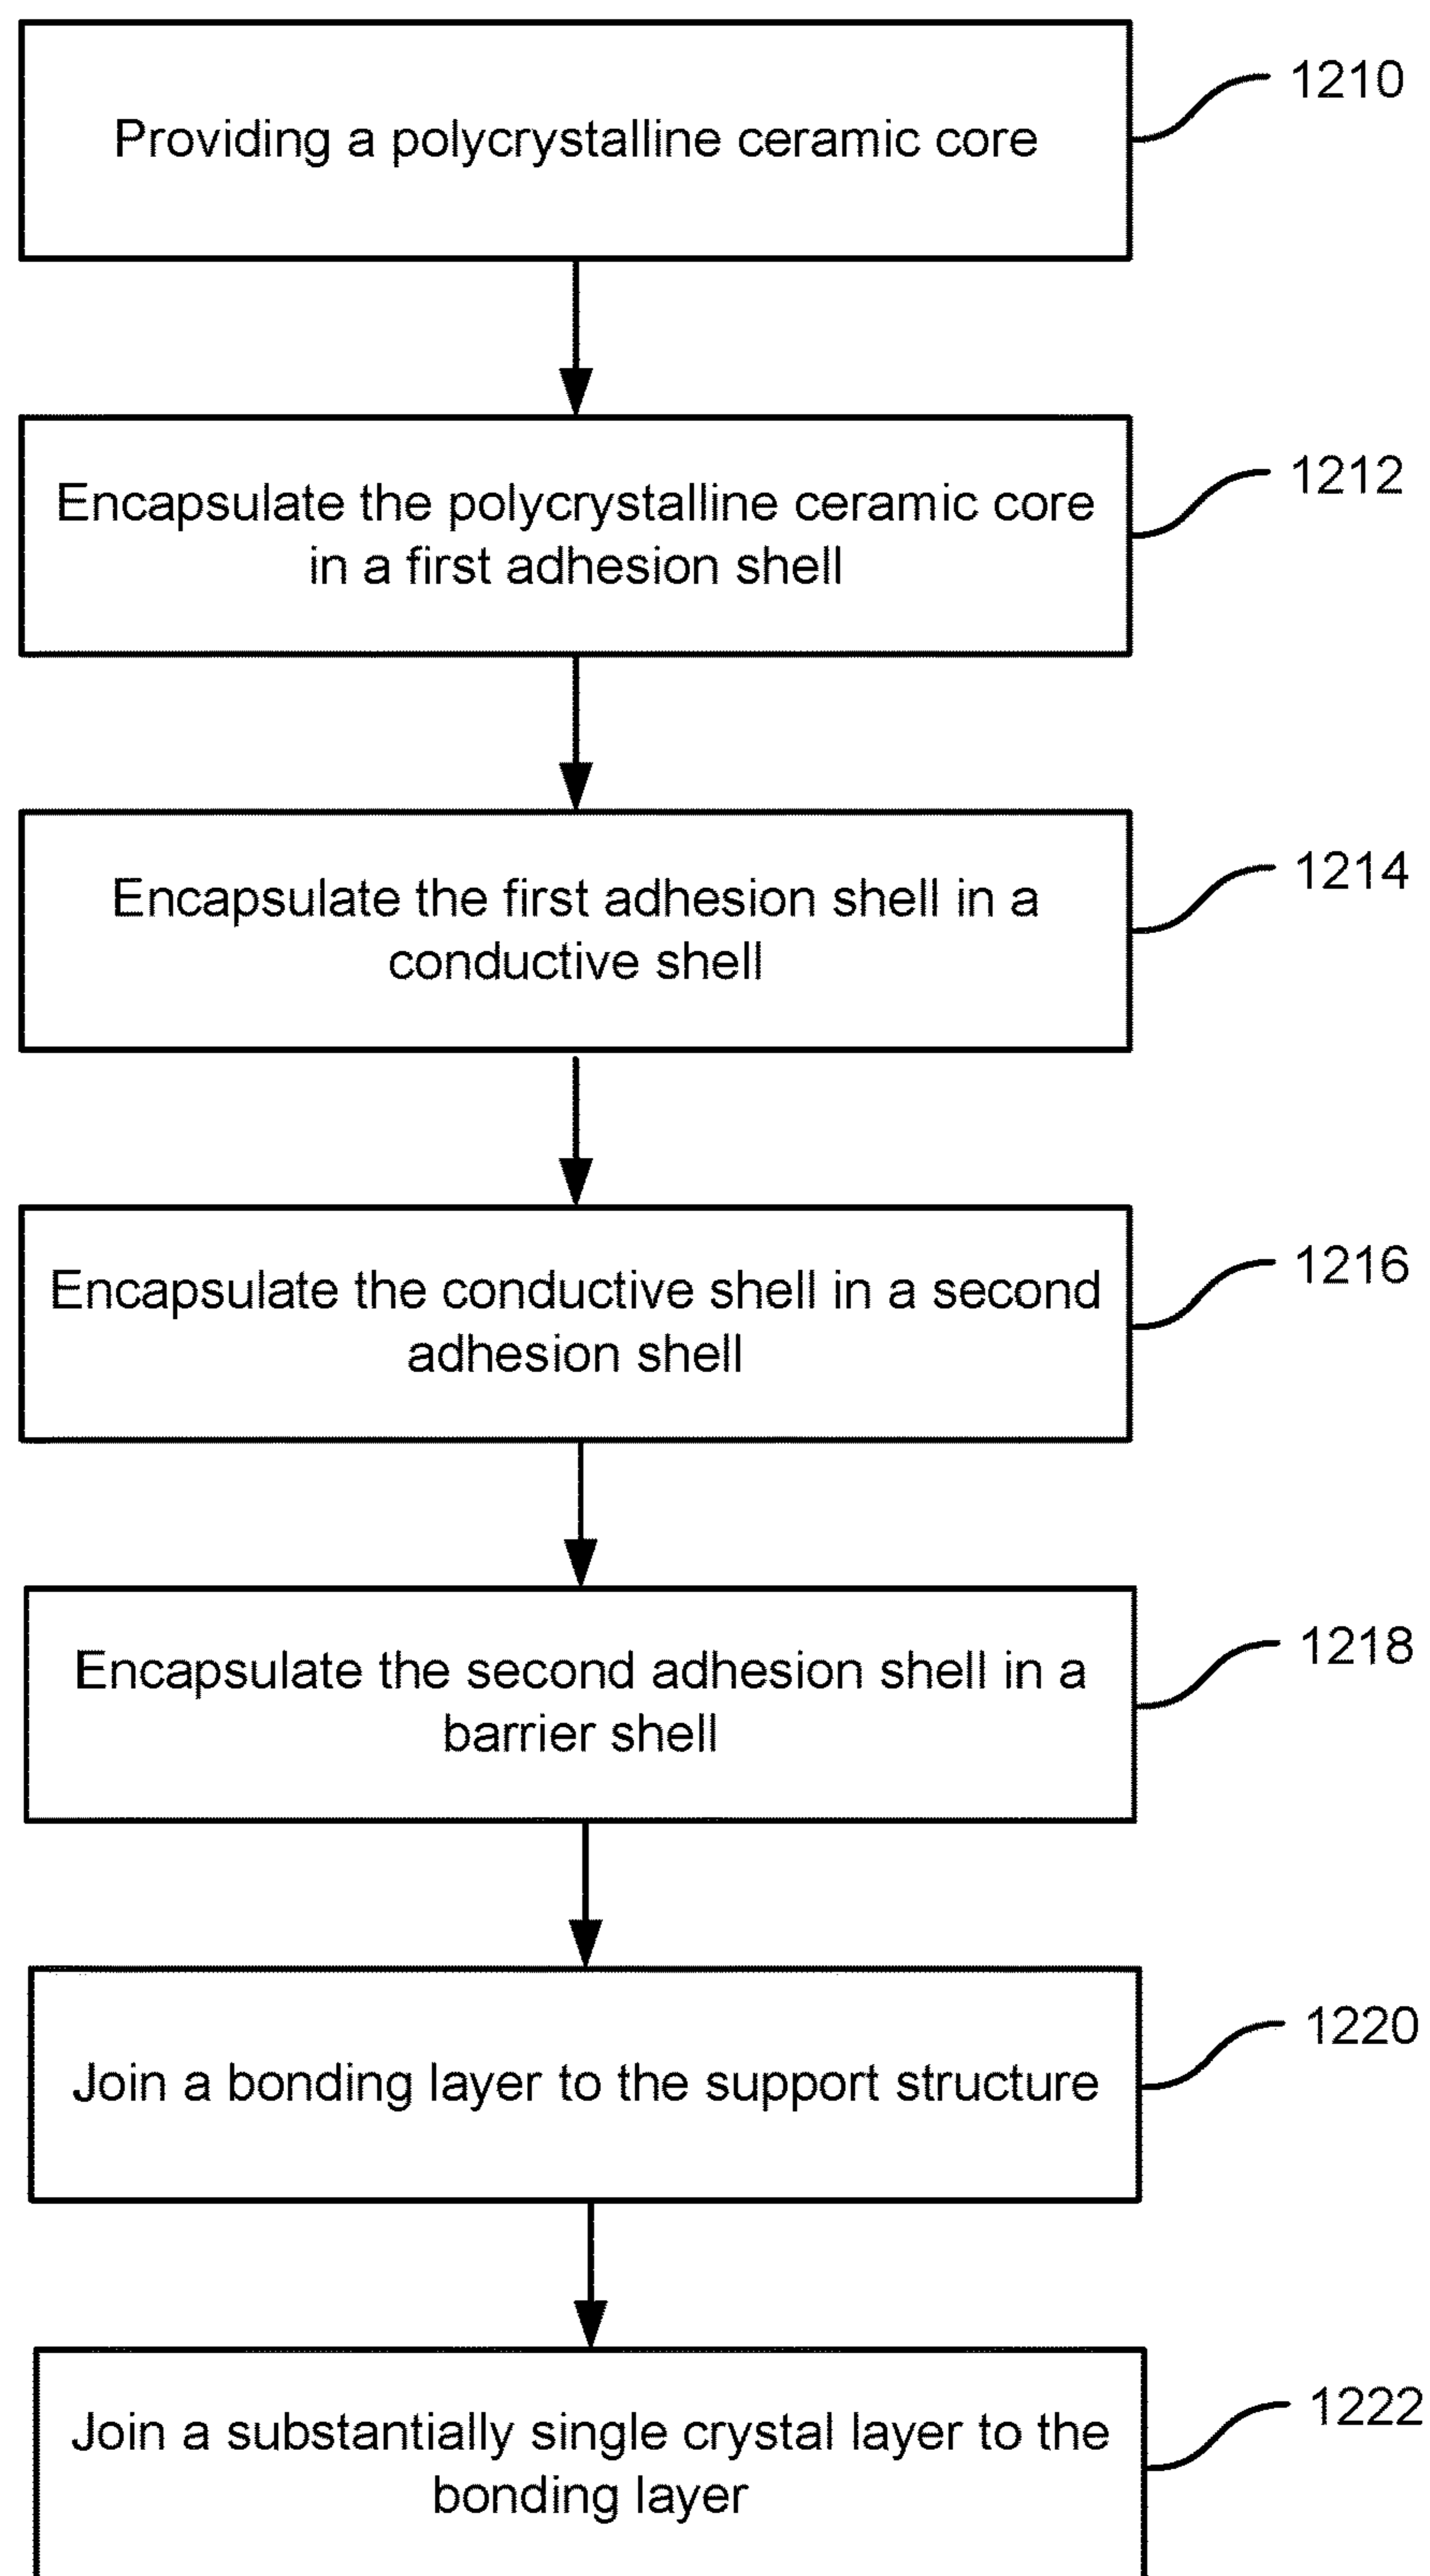 Providing a polycrystalline ceramic core
1210
Encapsulate the polycrystalline ceramic core
in a first adhesion shell
1212
Encapsulate the first adhesion shell in a
conductive shell
1214
Encapsulate the conductive shell in a second
adhesion shell
1216
Encapsulate the second adhesion shell in a
barrier shell
1218
Join a bonding layer to the support structure
1220
Join a substantially single crystal layer to the
bonding layer
1222